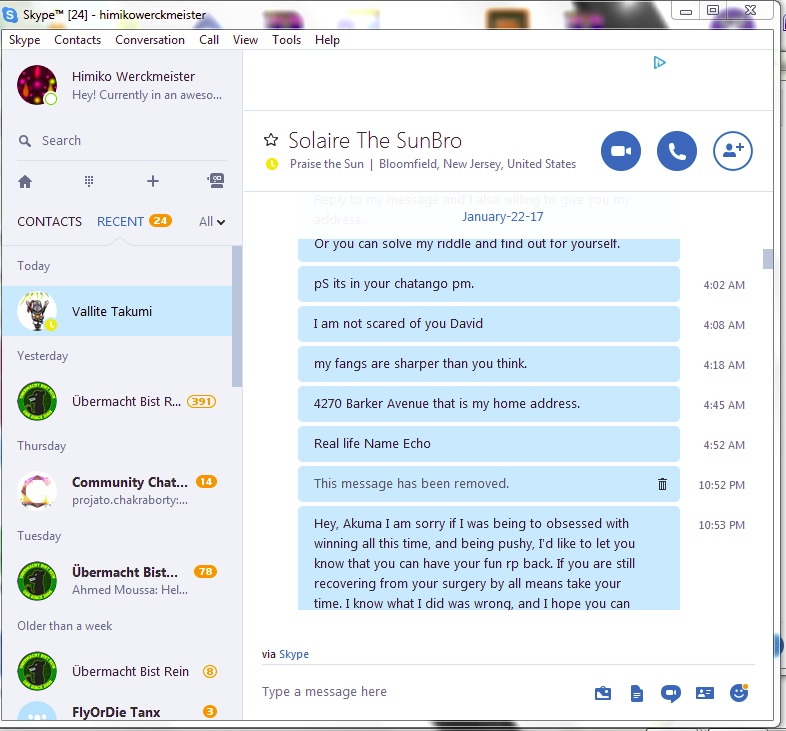 Skype™ [24] - himikowerckmeister
Skype Contacts Conversation Call View Tools Help
Himiko Werckmeister
Hey! Currently in an aweso...
Search
CONTACTS RECENT 24 All
Today
Vallite Takumi
Yesterday
Übermacht Bist R... 391
Thursday
Community Chat... 14
projato.chakraborty:...
Tuesday
Übermacht Bist... 78
Ahmed Moussa: Hel...
Older than a week
Übermacht Bist Rein 8
FlyOrDie Tanx 3
Solaire The SunBro
Praise the Sun | Bloomfield, New Jersey, United States
Reply to my message and I also willing to give you my
address.
January-22-17
Or you can solve my riddle and find out for yourself.
pS its in your chatango pm. 4:02 AM
I am not scared of you David 4:08 AM
my fangs are sharper than you think. 4:18 AM
4270 Barker Avenue that is my home address. 4:45 AM
Real life Name Echo 4:52 AM
This message has been removed. 10:52 PM
Hey, Akuma I am sorry if I was being to obsessed with 10:53 PM
winning all this time, and being pushy, I'd like to let you
know that you can have your fun rp back. If you are still
recovering from your surgery by all means take your
time. I know what I did was wrong, and I hope you can
via Skype
Type a message here